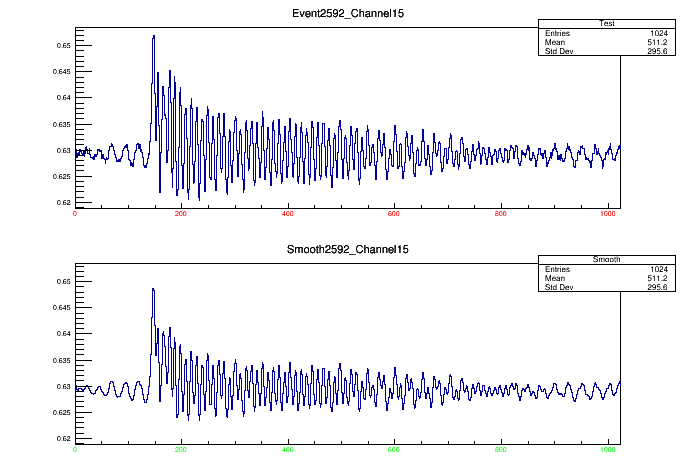 Event2592_Channel15
Test
Entries 1024
Mean 511.2
Std Dev 295.6
0.65
0.645
0.64
0.635
0.63
0.625
0.62
0 200 400 600 800 1000
Smooth2592_Channel15
Smooth
Entries 1024
Mean 511.2
Std Dev 295.6
0.65
0.645
0.64
0.635
0.63
0.625
0.62
0 200 400 600 800 1000